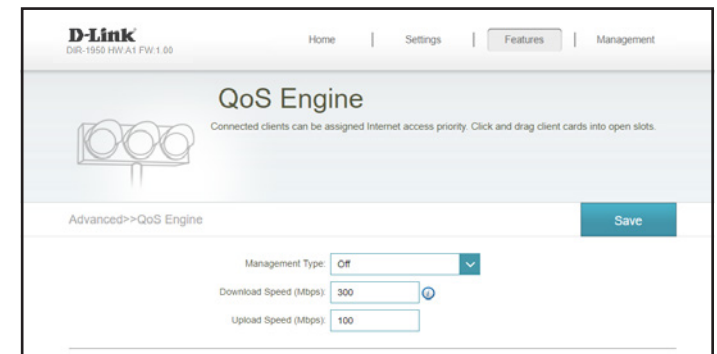 D-Link
DIR-1950 HW:A1 FW:1.00
Home | Settings | Features | Management
QoS Engine
Connected clients can be assigned Internet access priority. Click and drag client cards into open slots.
Advanced>>QoS Engine
Save
Management Type: Off
Download Speed (Mbps): 300
Upload Speed (Mbps): 100